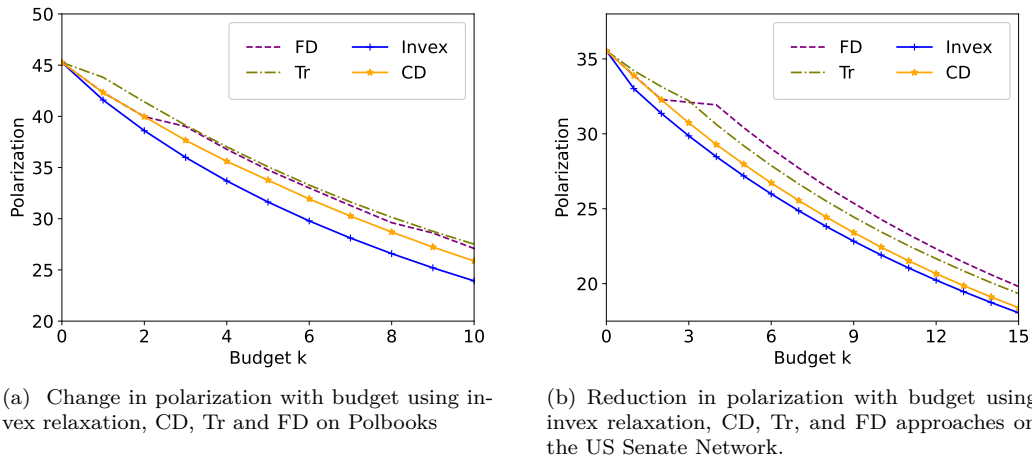 50
45
40
35
30
25
20
Polarization
FD
Tr
Invex
CD
0 2 4 6 8 10
Budget k
35
30
25
20
Polarization
FD
Tr
Invex
CD
0 3 6 9 12 15
Budget k
(a) Change in polarization with budget using in-
vex relaxation, CD, Tr and FD on Polbooks
(b) Reduction in polarization with budget using
invex relaxation, CD, Tr, and FD approaches on
the US Senate Network.